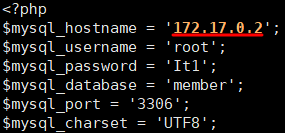 <?php
$mysql_hostname = '172.17.0.2';
$mysql_username = 'root';
$mysql_password = 'It1';
$mysql_database = 'member';
$mysql_port = '3306';
$mysql_charset = 'UTF8';